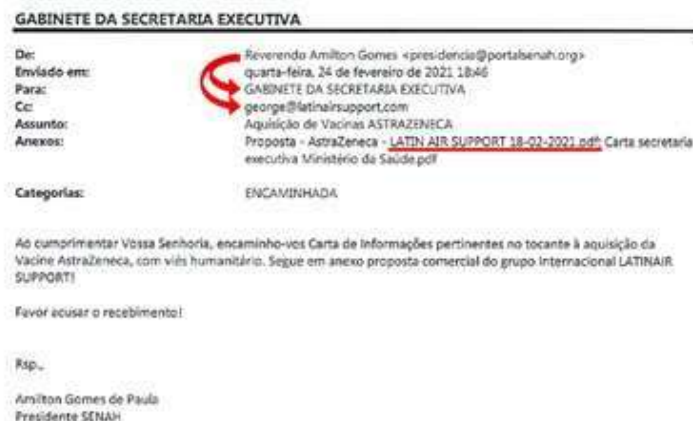 GABINETE DA SECRETARIA EXECUTIVA
De: Reverendo Amilton Gomes <presidencia@portalsenah.org>
Enviado em: quarta-feira, 24 de fevereiro de 2021 18:46
Para: GABINETE DA SECRETARIA EXECUTIVA
Cc: george@latinairsupport.com
Assunto: Aquisição de Vacinas ASTRAZENECA
Anexos: Proposta - AstraZeneca - LATIN AIR SUPPORT 18-02-2021.pdf; Carta secretaria
executiva Ministério da Saúde.pdf
Categorias: ENCAMINHADA
Ao cumprimentar Vossa Senhoria, encaminho-vos Carta de Informações pertinentes no tocante à aquisição da
Vacine AstraZeneca, com viés humanitário. Segue em anexo proposta comercial do grupo Internacional LATINAIR
SUPPORT!
Favor acusar o recebimento!
Rsp.,
Amilton Gomes de Paula
Presidente SENAH